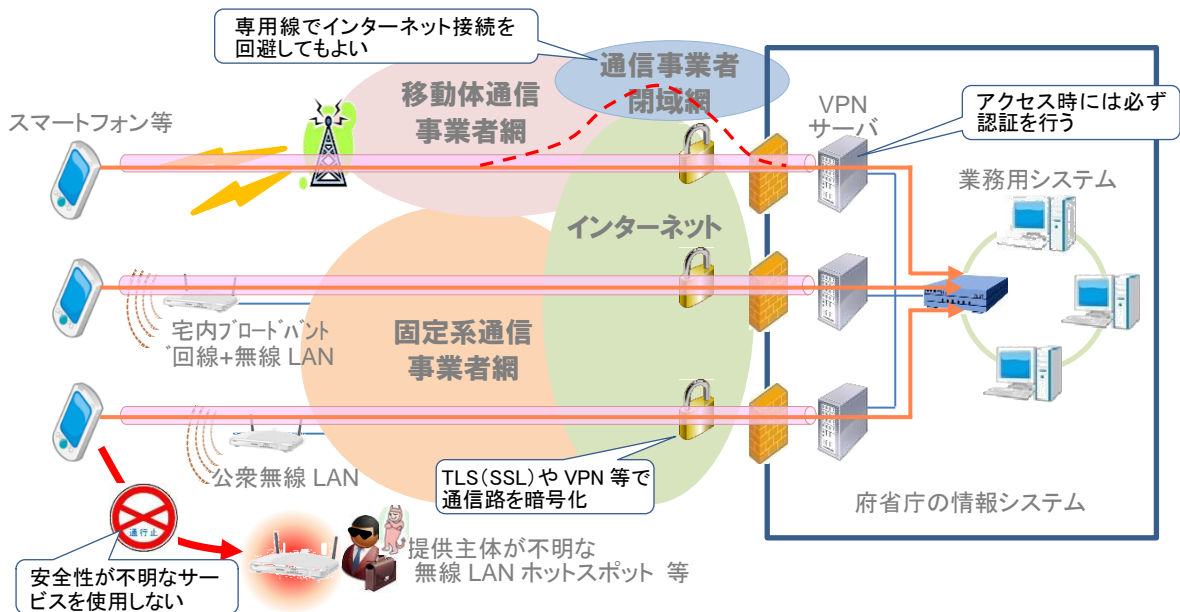 専用線でインターネット接続を
回避してもよい
通信事業者
閉域網
移動体通信
事業者網
スマートフォン等
VPN
サーバ
アクセス時には必ず
認証を行う
業務用システム
インターネット
宅内ブロードバンド
回線+無線 LAN
固定系通信
事業者網
公衆無線 LAN
TLS(SSL)や VPN 等で
通信路を暗号化
府省庁の情報システム
通行止
安全性が不明なサー
ビスを使用しない
提供主体が不明な
無線 LAN ホットスポット 等